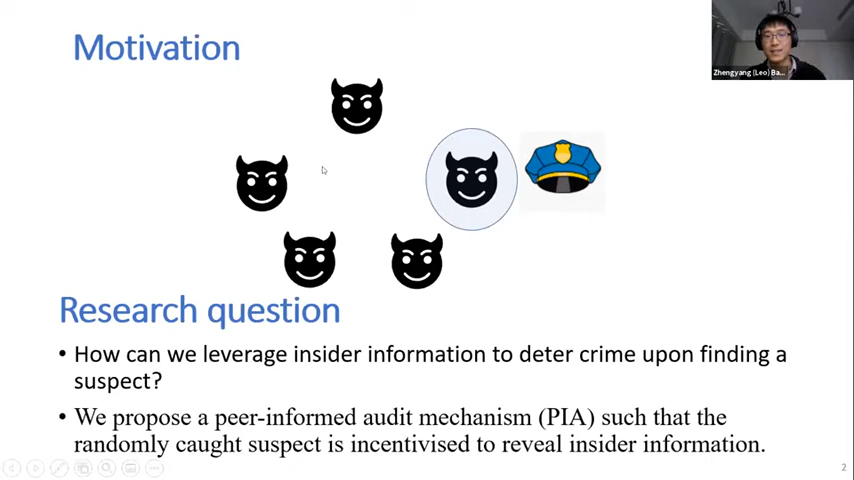 Motivation
Zhengyang (Leo) Ba...
Research question
• How can we leverage insider information to deter crime upon finding a
suspect?
• We propose a peer-informed audit mechanism (PIA) such that the
randomly caught suspect is incentivised to reveal insider information.
2